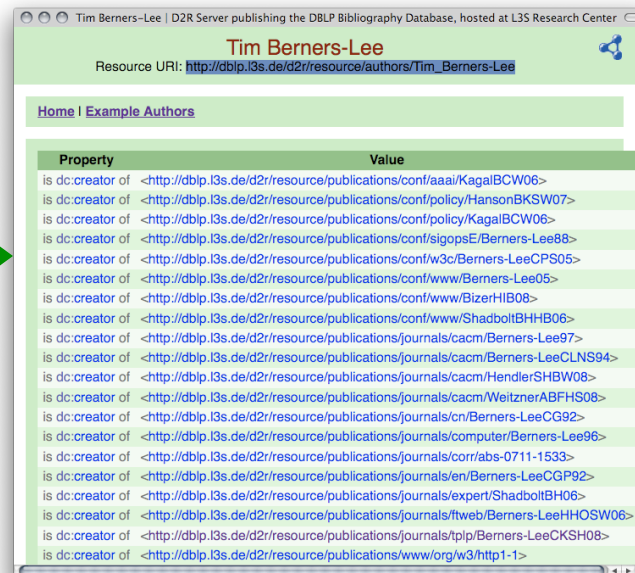 Tim Berners-Lee | D2R Server publishing the DBLP Bibliography Database, hosted at L3S Research Center
Tim Berners-Lee
Resource URI: http://dblp.l3s.de/d2r/resource/authors/Tim_Berners-Lee
Home | Example Authors
Property Value
is dc:creator of <http://dblp.l3s.de/d2r/resource/publications/conf/aaai/KagalBCW06>
is dc:creator of <http://dblp.l3s.de/d2r/resource/publications/conf/policy/HansonBKSW07>
is dc:creator of <http://dblp.l3s.de/d2r/resource/publications/conf/policy/KagalBCW06>
is dc:creator of <http://dblp.l3s.de/d2r/resource/publications/conf/sigopsE/Berners-Lee88>
is dc:creator of <http://dblp.l3s.de/d2r/resource/publications/conf/w3c/Berners-LeeCPS05>
is dc:creator of <http://dblp.l3s.de/d2r/resource/publications/conf/www/Berners-Lee05>
is dc:creator of <http://dblp.l3s.de/d2r/resource/publications/conf/www/BizerHIB08>
is dc:creator of <http://dblp.l3s.de/d2r/resource/publications/conf/www/ShadboltBHHB06>
is dc:creator of <http://dblp.l3s.de/d2r/resource/publications/journals/cacm/Berners-Lee97>
is dc:creator of <http://dblp.l3s.de/d2r/resource/publications/journals/cacm/Berners-LeeCLNS94>
is dc:creator of <http://dblp.l3s.de/d2r/resource/publications/journals/cacm/HendlerSHBW08>
is dc:creator of <http://dblp.l3s.de/d2r/resource/publications/journals/cacm/WeitznerABFHS08>
is dc:creator of <http://dblp.l3s.de/d2r/resource/publications/journals/cn/Berners-LeeCG92>
is dc:creator of <http://dblp.l3s.de/d2r/resource/publications/journals/computer/Berners-Lee96>
is dc:creator of <http://dblp.l3s.de/d2r/resource/publications/journals/corr/abs-0711-1533>
is dc:creator of <http://dblp.l3s.de/d2r/resource/publications/journals/en/Berners-LeeCGP92>
is dc:creator of <http://dblp.l3s.de/d2r/resource/publications/journals/expert/ShadboltBH06>
is dc:creator of <http://dblp.l3s.de/d2r/resource/publications/journals/ftweb/Berners-LeeHHOSW06>
is dc:creator of <http://dblp.l3s.de/d2r/resource/publications/journals/tplp/Berners-LeeCKSH08>
is dc:creator of <http://dblp.l3s.de/d2r/resource/publications/www/org/w3/http1-1>